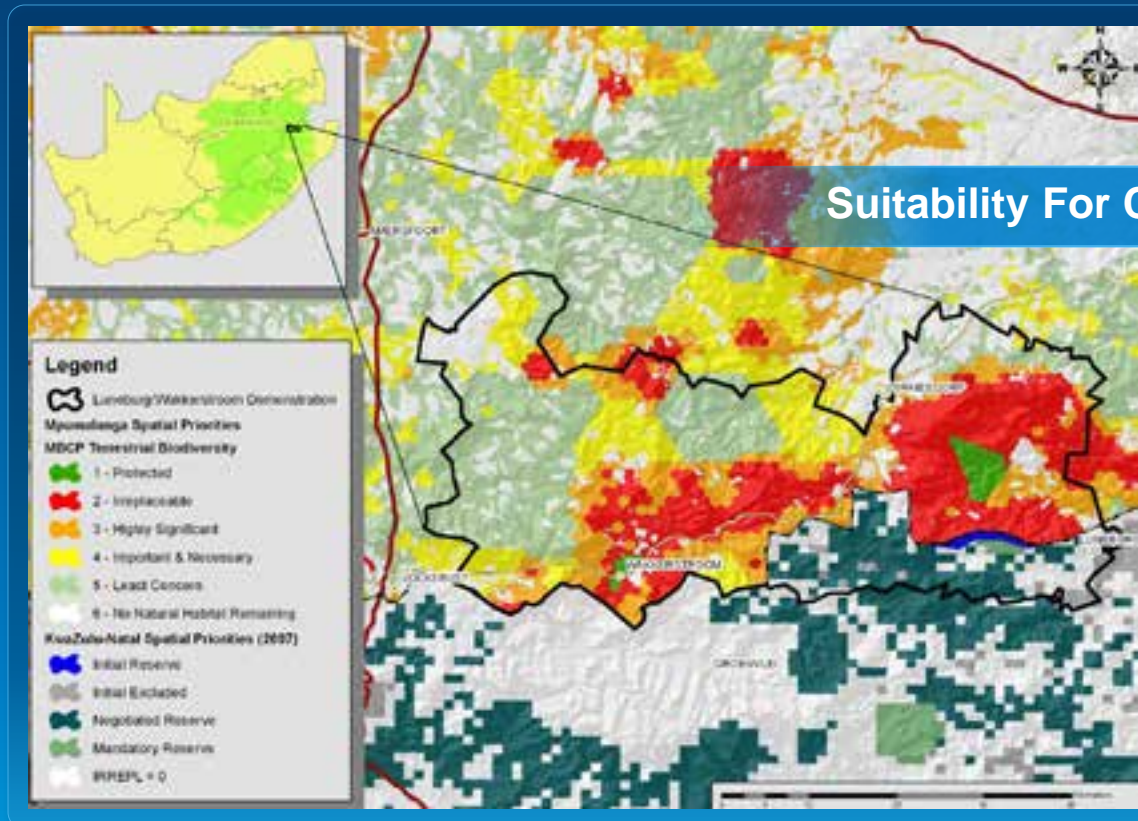 Suitability For C
N
W
AMERSFOORT
Legend
Luneburg/Wakkerstroom Demonstration
Mpumalanga Spatial Priorities
MBCP Terrestrial Biodiversity
1 - Protected
2 - Irreplaceable
3 - Highly Significant
4 - Important & Necessary
5 - Least Concern
6 - No Natural Habitat Remaining
KwaZulu-Natal Spatial Priorities (2007)
Initial Reserve
Initial Excluded
Negotiated Reserve
Mandatory Reserve
IRREPL = 0
WAKKERSTROOM
VOLKSRUST
GROENVLEI